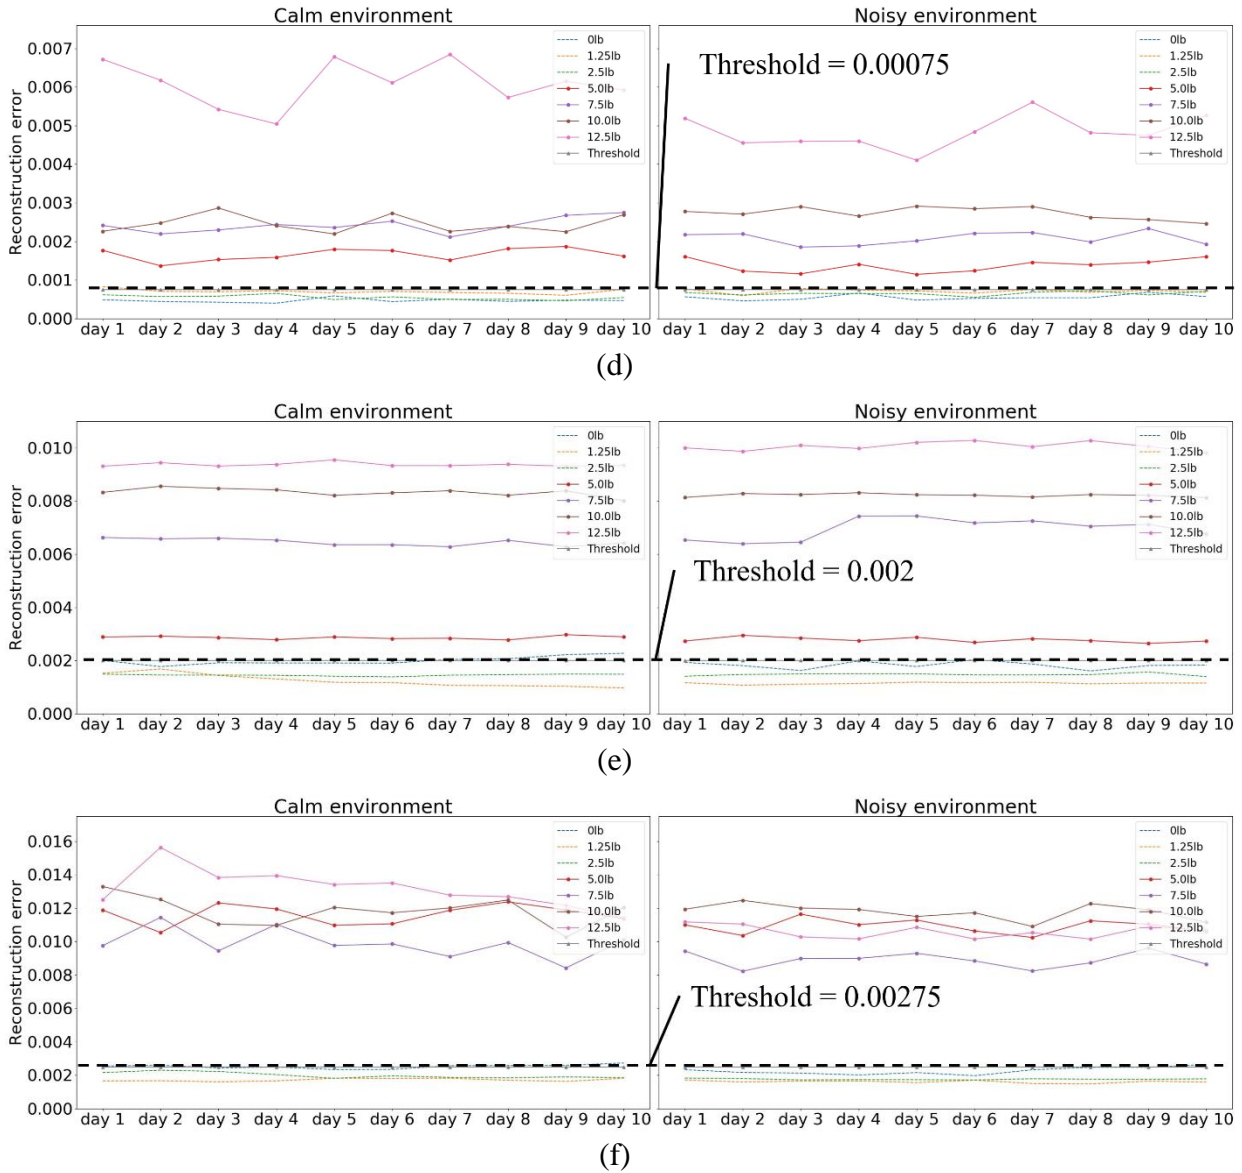 Calm environment
Noisy environment
Reconstruction error
0.007
0.006
0.005
0.004
0.003
0.002
0.001
0.000
0lb
1.25lb
2.5lb
5.0lb
7.5lb
10.0lb
12.5lb
Threshold
Threshold = 0.00075
0lb
1.25lb
2.5lb
5.0lb
7.5lb
10.0lb
12.5lb
Threshold
day 1 day 2 day 3 day 4 day 5 day 6 day 7 day 8 day 9 day 10
day 1 day 2 day 3 day 4 day 5 day 6 day 7 day 8 day 9 day 10
(d)
Calm environment
Noisy environment
Reconstruction error
0.010
0.008
0.006
0.004
0.002
0.000
0lb
1.25lb
2.5lb
5.0lb
7.5lb
10.0lb
12.5lb
Threshold
Threshold = 0.002
0lb
1.25lb
2.5lb
5.0lb
7.5lb
10.0lb
12.5lb
Threshold
day 1 day 2 day 3 day 4 day 5 day 6 day 7 day 8 day 9 day 10
day 1 day 2 day 3 day 4 day 5 day 6 day 7 day 8 day 9 day 10
(e)
Calm environment
Noisy environment
Reconstruction error
0.016
0.014
0.012
0.010
0.008
0.006
0.004
0.002
0.000
0lb
1.25lb
2.5lb
5.0lb
7.5lb
10.0lb
12.5lb
Threshold
Threshold = 0.00275
0lb
1.25lb
2.5lb
5.0lb
7.5lb
10.0lb
12.5lb
Threshold
day 1 day 2 day 3 day 4 day 5 day 6 day 7 day 8 day 9 day 10
day 1 day 2 day 3 day 4 day 5 day 6 day 7 day 8 day 9 day 10
(f)